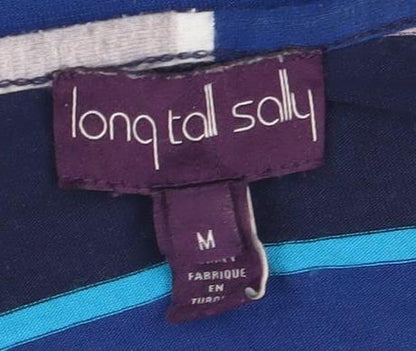 long tall sally
M
FABRIQUE
EN